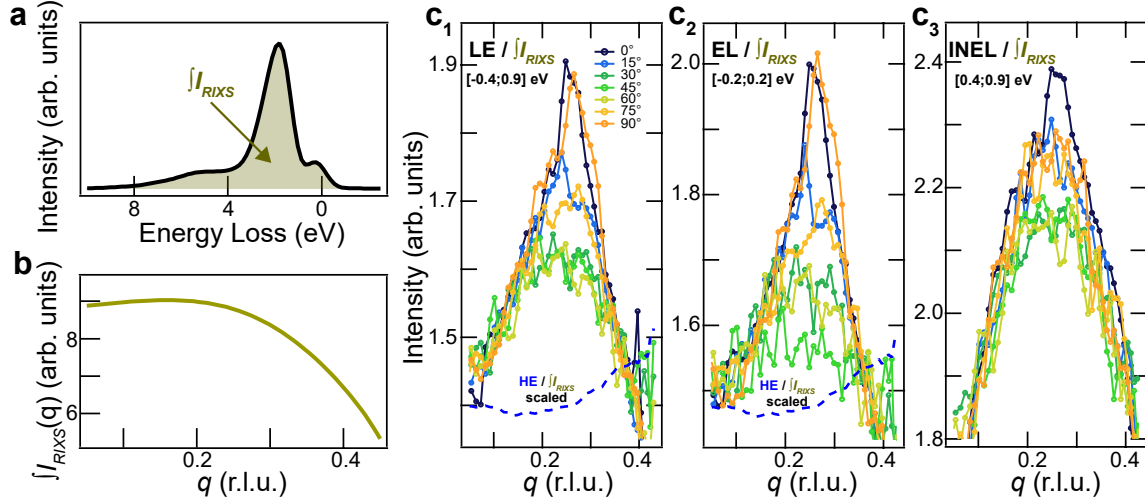 a
Intensity (arb. units)
∫I_RIXS
8
4
0
Energy Loss (eV)
b
∫I_RIXS(q) (arb. units)
8
6
0.2
0.4
q (r.l.u.)
c₁
LE / ∫I_RIXS
[-0.4;0.9] eV
0°
15°
30°
45°
60°
75°
90°
Intensity (arb. units)
1.9
1.7
1.5
HE / ∫I_RIXS
scaled
0.2
0.4
q (r.l.u.)
c₂
EL / ∫I_RIXS
[-0.2;0.2] eV
2.0
1.8
1.6
HE / ∫I_RIXS
scaled
0.2
0.4
q (r.l.u.)
c₃
INEL / ∫I_RIXS
[0.4;0.9] eV
2.4
2.2
2.0
1.8
0.2
0.4
q (r.l.u.)